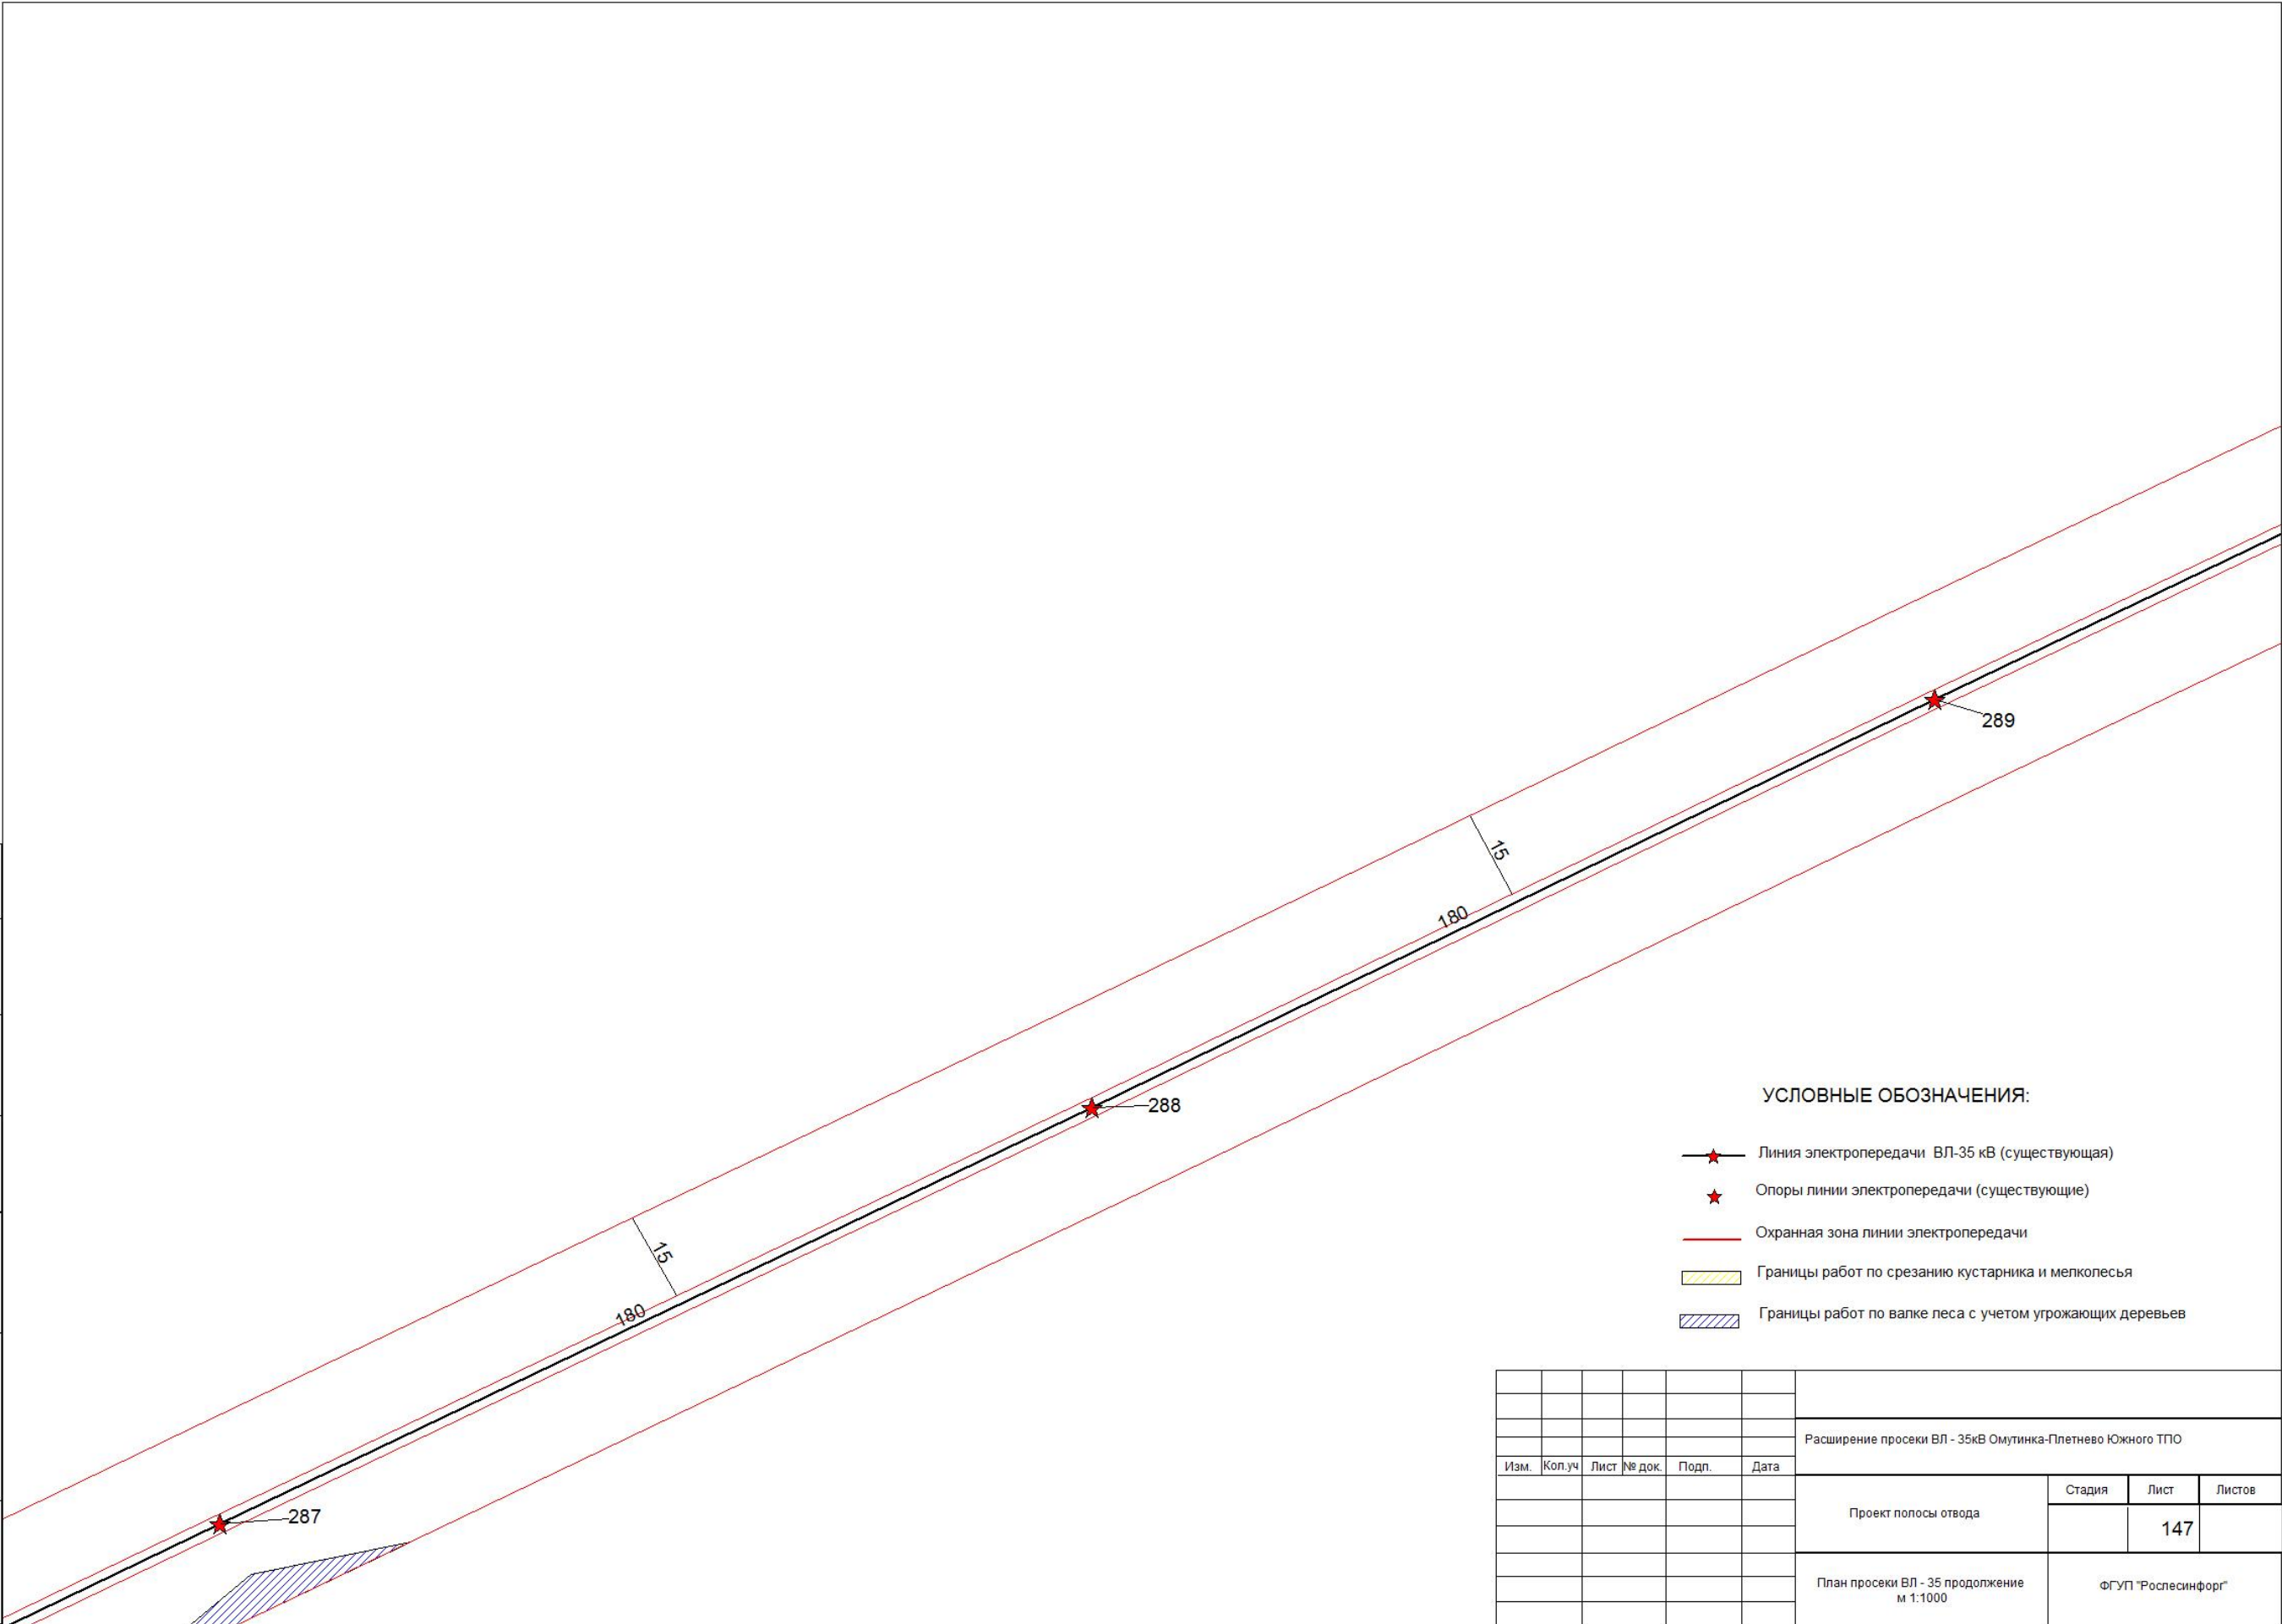 289
15
180
288
15
180
287
УСЛОВНЫЕ ОБОЗНАЧЕНИЯ:
Линия электропередачи ВЛ-35 кВ (существующая)
Опоры линии электропередачи (существующие)
Охранная зона линии электропередачи
Границы работ по срезанию кустарника и мелколесья
Границы работ по валке леса с учетом угрожающих деревьев
Расширение просеки ВЛ - 35кВ Омутинка-Плетнево Южного ТПО
Изм. Кол.уч Лист № док. Подп. Дата
Проект полосы отвода
Стадия Лист Листов
147
План просеки ВЛ - 35 продолжение
м 1:1000
ФГУП "Рослесинфорг"